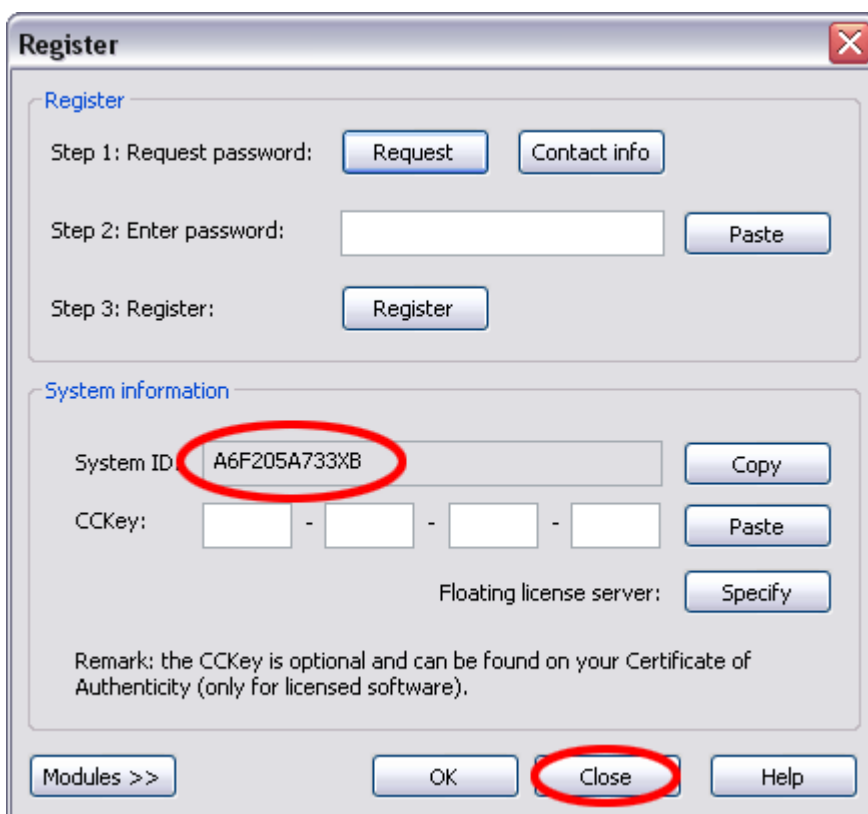 Register
Register
Step 1: Request password: Request Contact info
Step 2: Enter password: Paste
Step 3: Register: Register
System information
System ID: A6F205A733XB Copy
CCKey: - - - Paste
Floating license server: Specify
Remark: the CCKey is optional and can be found on your Certificate of
Authenticity (only for licensed software).
Modules >> OK Close Help